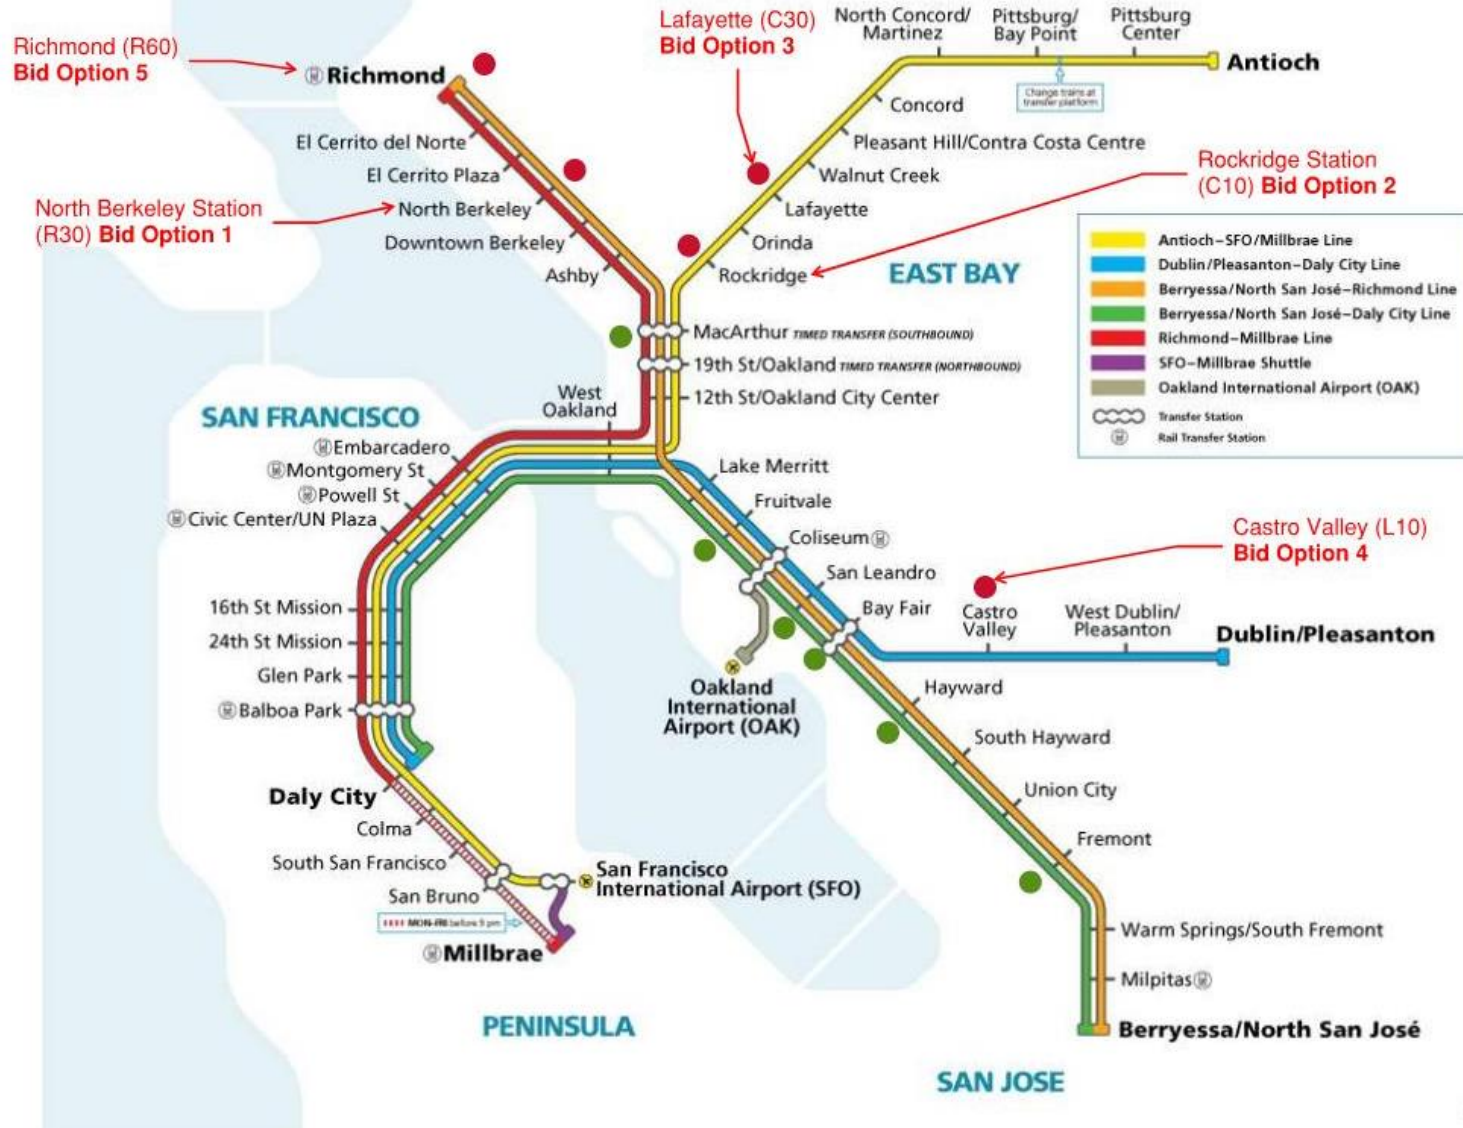 Richmond (R60)
Bid Option 5
Lafayette (C30)
Bid Option 3
North Concord/
Martinez
Pittsburg/
Bay Point
Pittsburg
Center
Richmond
Antioch
Change trains at
transfer platform
Concord
El Cerrito del Norte
Pleasant Hill/Contra Costa Centre
El Cerrito Plaza
Walnut Creek
Rockridge Station
(C10) Bid Option 2
North Berkeley Station
(R30) Bid Option 1
North Berkeley
Lafayette
Downtown Berkeley
Orinda
Ashby
Rockridge
EAST BAY
Antioch–SFO/Millbrae Line
Dublin/Pleasanton–Daly City Line
Berryessa/North San José–Richmond Line
Berryessa/North San José–Daly City Line
Richmond–Millbrae Line
SFO–Millbrae Shuttle
Oakland International Airport (OAK)
Transfer Station
Rail Transfer Station
MacArthur TIMED TRANSFER (SOUTHBOUND)
19th St/Oakland TIMED TRANSFER (NORTHBOUND)
12th St/Oakland City Center
West
Oakland
SAN FRANCISCO
Embarcadero
Montgomery St
Powell St
Civic Center/UN Plaza
Lake Merritt
Fruitvale
Coliseum
San Leandro
Bay Fair
Castro Valley (L10)
Bid Option 4
Castro
Valley
West Dublin/
Pleasanton
Dublin/Pleasanton
16th St Mission
24th St Mission
Glen Park
Balboa Park
Oakland
International
Airport (OAK)
Hayward
South Hayward
Union City
Fremont
Daly City
Colma
South San Francisco
San Bruno
San Francisco
International Airport (SFO)
MON-FRI before 9 pm
Millbrae
Warm Springs/South Fremont
Milpitas
Berryessa/North San José
PENINSULA
SAN JOSE